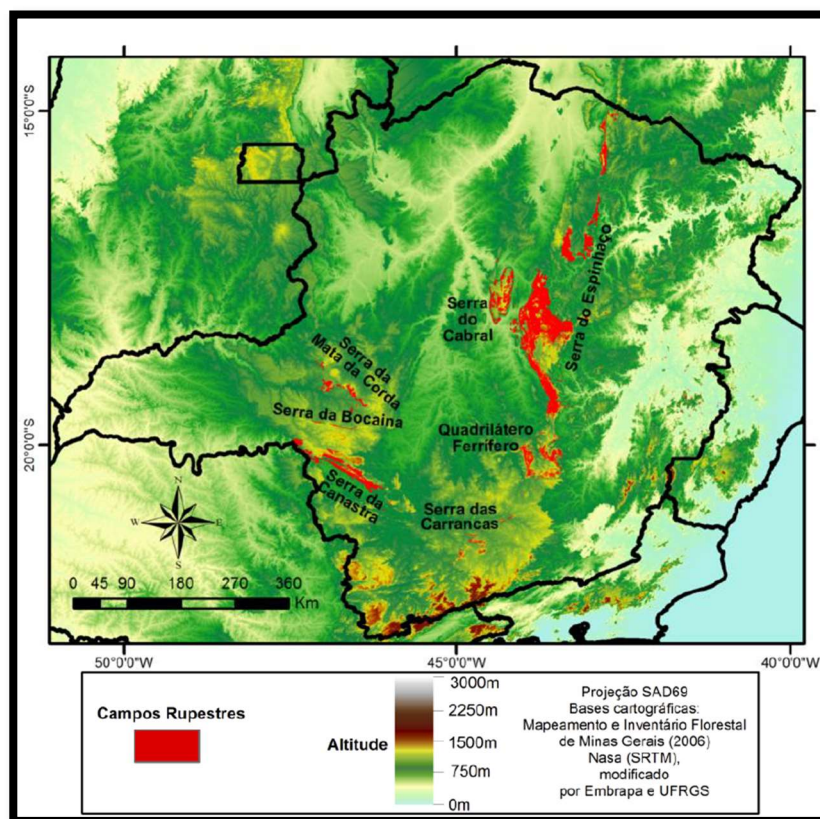 15°0'0"S
20°0'0"S
Serra do Espinhaço
Serra
do
Cabral
Serra da
Mata da Corda
Serra da Bocaina
Quadrilátero
Ferrífero
Serra da
Canastra
Serra das
Carrancas
N
W
E
S
0 45 90 180 270 360
Km
50°0'0"W
45°0'0"W
40°0'0"W
Campos Rupestres
Altitude
3000m
2250m
1500m
750m
0m
Projeção SAD69
Bases cartográficas:
Mapeamento e Inventário Florestal
de Minas Gerais (2006)
Nasa (SRTM),
modificado
por Embrapa e UFRGS